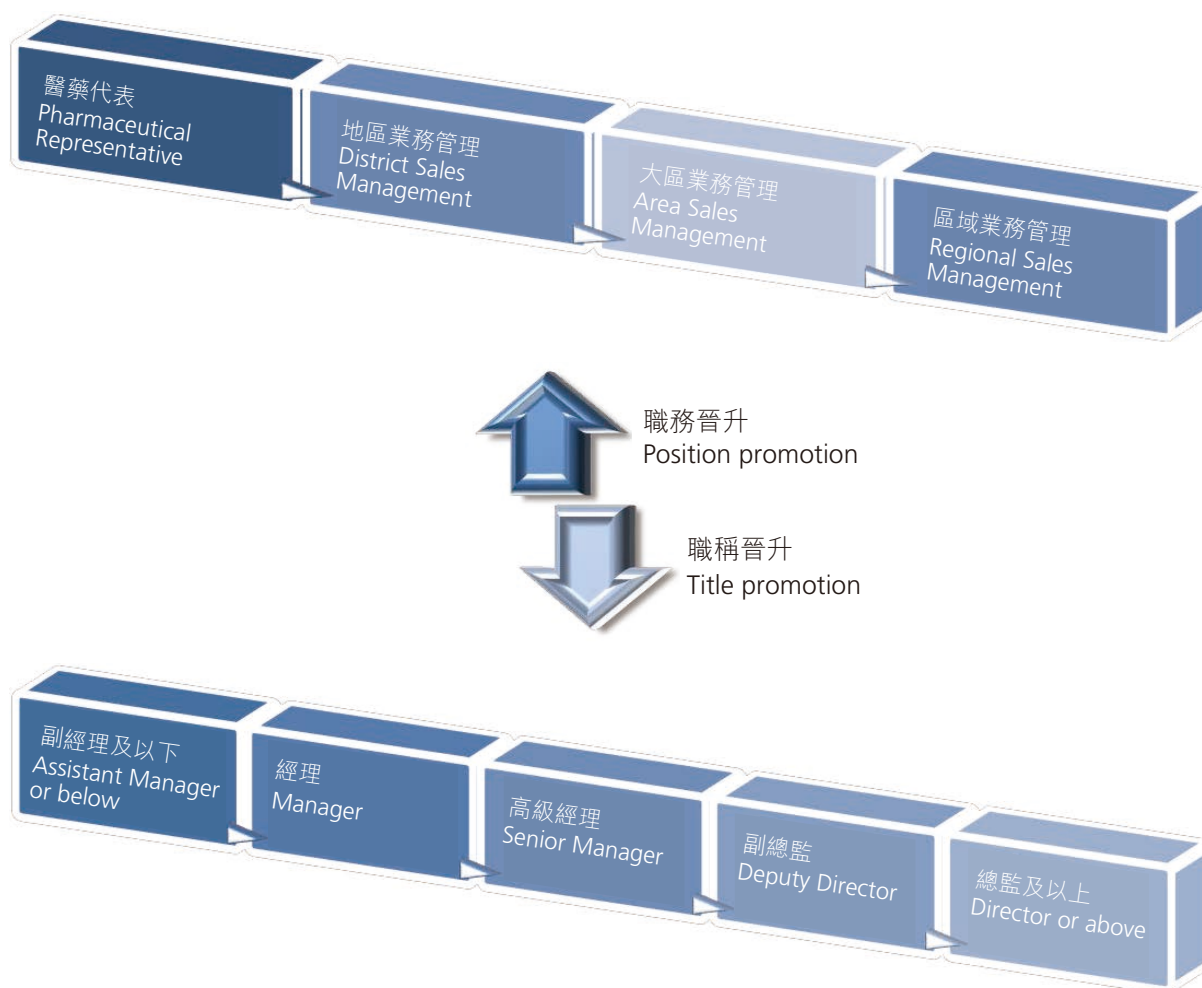 醫藥代表
Pharmaceutical
Representative
地區業務管理
District Sales
Management
大區業務管理
Area Sales
Management
區域業務管理
Regional Sales
Management
職務晉升
Position promotion
職稱晉升
Title promotion
副經理及以下
Assistant Manager
or below
經理
Manager
高級經理
Senior Manager
副總監
Deputy Director
總監及以上
Director or above